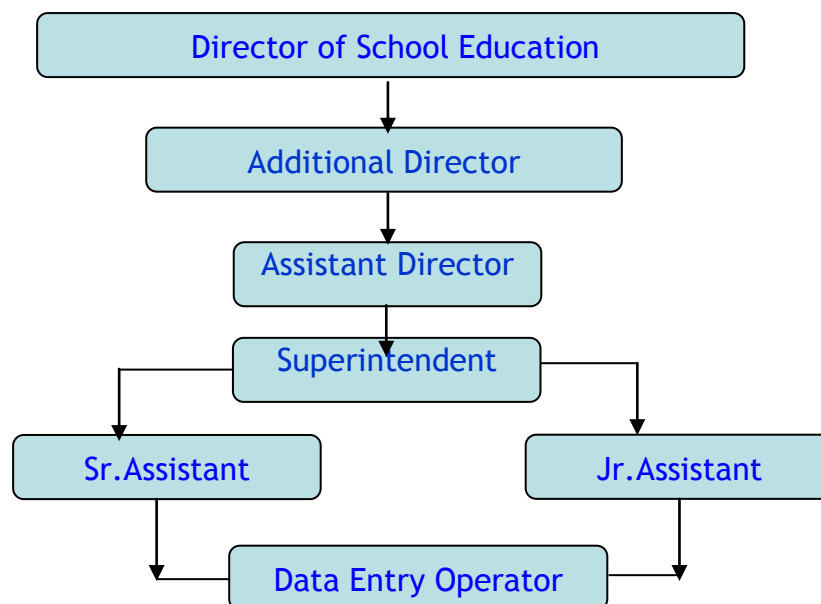 Director of School Education
Additional Director
Assistant Director
Superintendent
Sr.Assistant
Jr.Assistant
Data Entry Operator